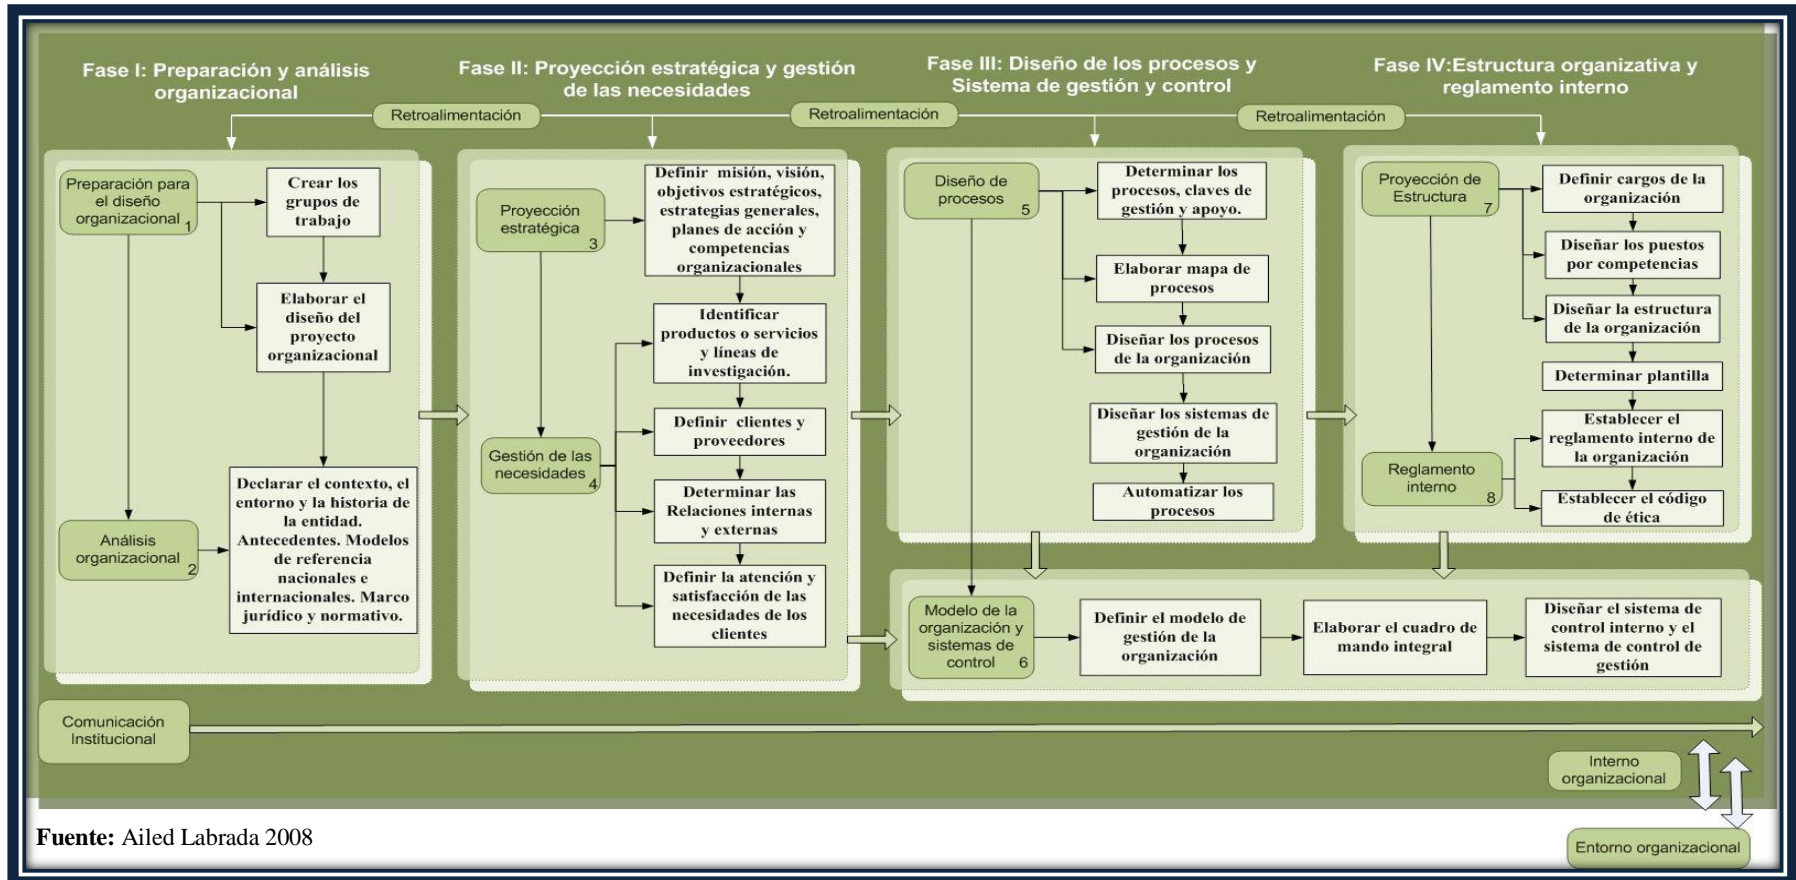 Fase I: Preparación y análisis
organizacional
Fase II: Proyección estratégica y gestión
de las necesidades
Fase III: Diseño de los procesos y
Sistema de gestión y control
Fase IV:Estructura organizativa y
reglamento interno
Retroalimentación
Retroalimentación
Retroalimentación
Preparación para
el diseño
organizacional
1
Crear los
grupos de
trabajo
Elaborar el
diseño del
proyecto
organizacional
Análisis
organizacional
2
Declarar el contexto, el
entorno y la historia de
la entidad.
Antecedentes. Modelos
de referencia
nacionales e
internacionales. Marco
jurídico y normativo.
Proyección
estratégica
3
Definir misión, visión,
objetivos estratégicos,
estrategias generales,
planes de acción y
competencias
organizacionales
Identificar
productos o servicios
y líneas de
investigación.
Gestión de las
necesidades
4
Definir clientes y
proveedores
Determinar las
Relaciones internas
y externas
Definir la atención y
satisfacción de las
necesidades de los
clientes
Diseño de
procesos
5
Determinar los
procesos, claves de
gestión y apoyo.
Elaborar mapa de
procesos
Diseñar los procesos
de la organización
Diseñar los sistemas de
gestión de la
organización
Automatizar los
procesos
Proyección de
Estructura
7
Definir cargos de la
organización
Diseñar los puestos
por competencias
Diseñar la estructura
de la organización
Determinar plantilla
Reglamento
interno
8
Establecer el
reglamento interno de
la organización
Establecer el código
de ética
Modelo de la
organización y
sistemas de
control
6
Definir el modelo de
gestión de la
organización
Elaborar el cuadro de
mando integral
Diseñar el sistema de
control interno y el
sistema de control de
gestión
Comunicación
Institucional
Interno
organizacional
Entorno organizacional
Fuente: Ailed Labrada 2008